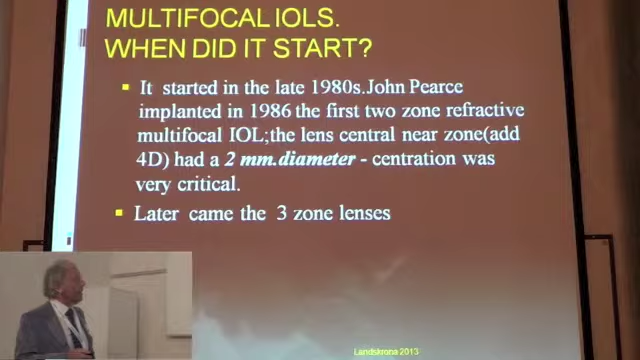 MULTIFOCAL IOLS.
WHEN DID IT START?
It started in the late 1980s.John Pearce
implanted in 1986 the first two zone refractive
multifocal IOL;the lens central near zone(add
4D) had a 2 mm.diameter - centration was
very critical.
Later came the 3 zone lenses
Landskrona 2013